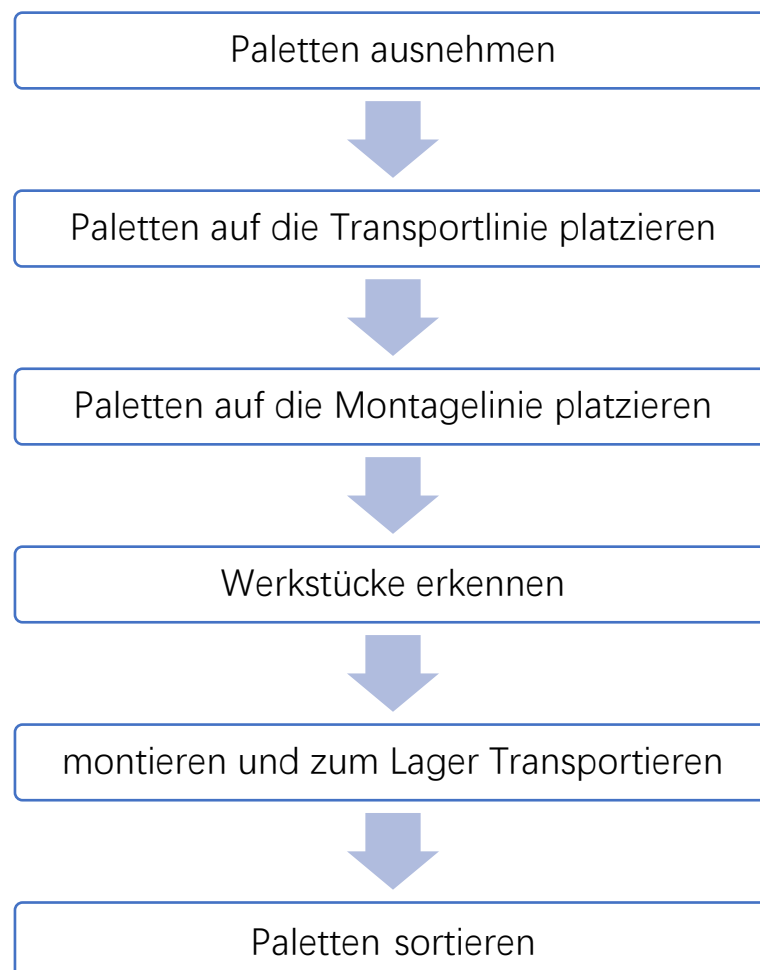 Paletten ausnehmen
Paletten auf die Transportlinie platzieren
Paletten auf die Montagelinie platzieren
Werkstücke erkennen
montieren und zum Lager Transportieren
Paletten sortieren